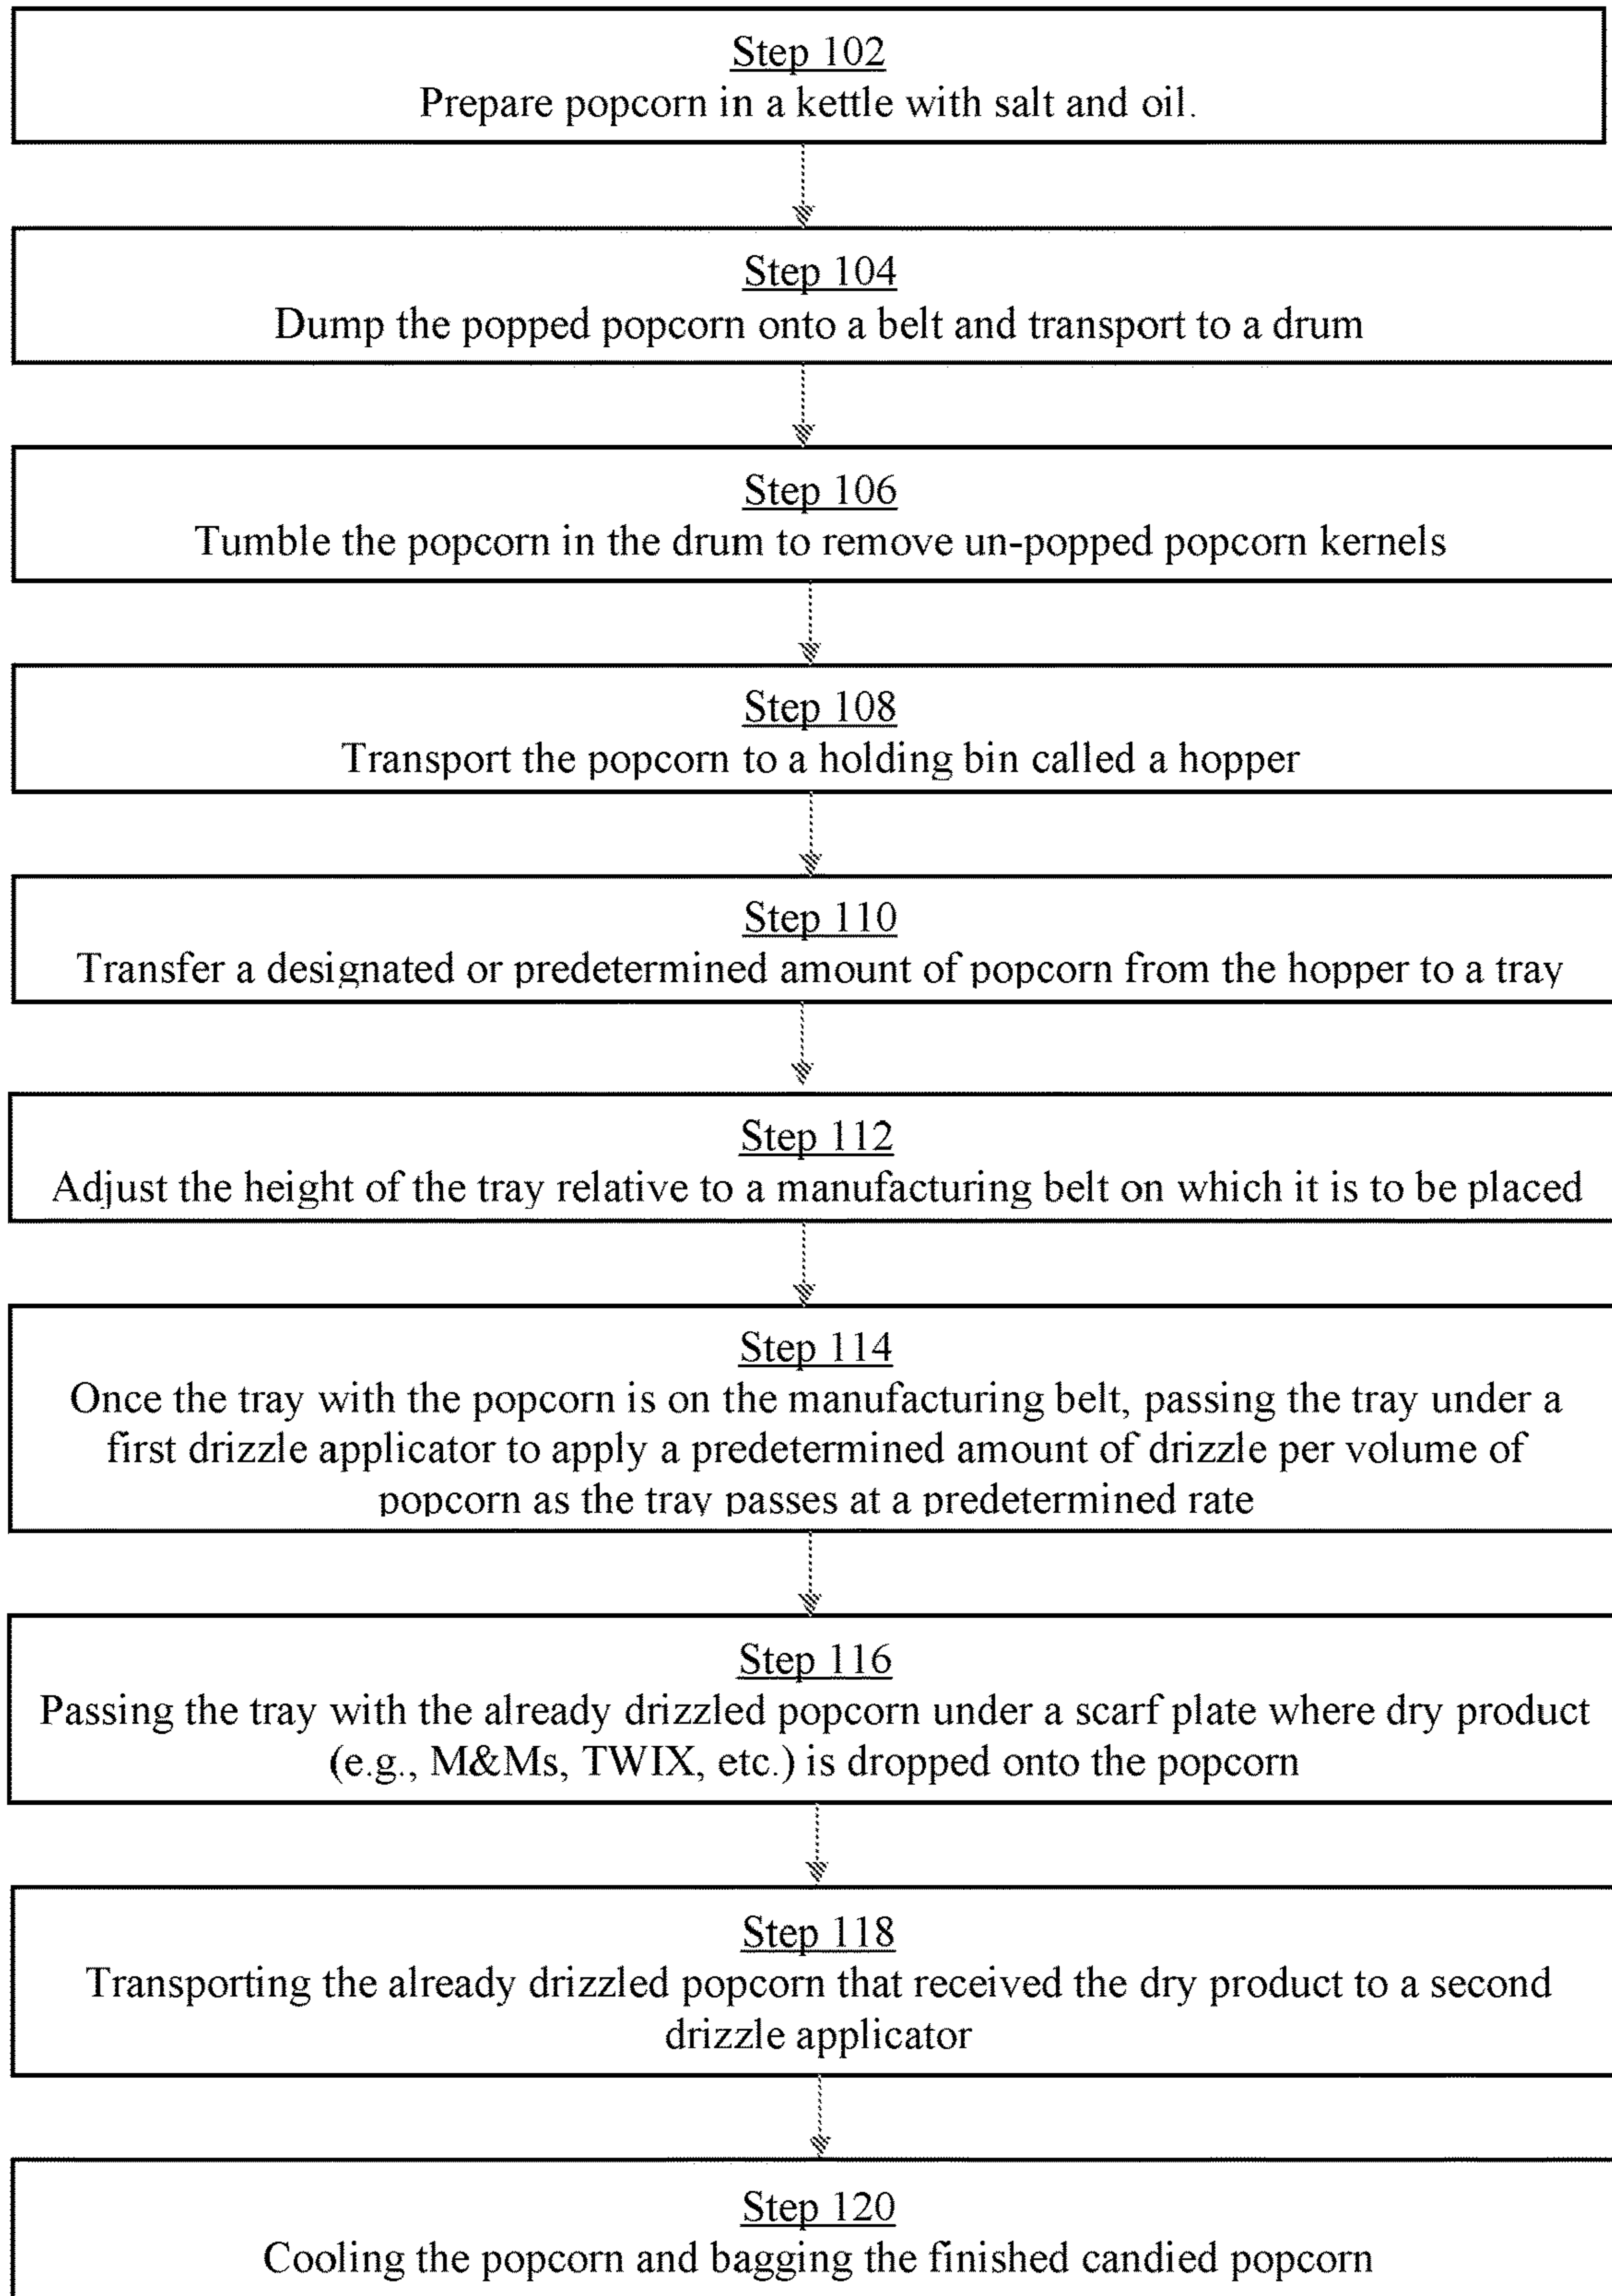 Step 102
Prepare popcorn in a kettle with salt and oil.
Step 104
Dump the popped popcorn onto a belt and transport to a drum
Step 106
Tumble the popcorn in the drum to remove un-popped popcorn kernels
Step 108
Transport the popcorn to a holding bin called a hopper
Step 110
Transfer a designated or predetermined amount of popcorn from the hopper to a tray
Step 112
Adjust the height of the tray relative to a manufacturing belt on which it is to be placed
Step 114
Once the tray with the popcorn is on the manufacturing belt, passing the tray under a
first drizzle applicator to apply a predetermined amount of drizzle per volume of
popcorn as the tray passes at a predetermined rate
Step 116
Passing the tray with the already drizzled popcorn under a scarf plate where dry product
(e.g., M&Ms, TWIX, etc.) is dropped onto the popcorn
Step 118
Transporting the already drizzled popcorn that received the dry product to a second
drizzle applicator
Step 120
Cooling the popcorn and bagging the finished candied popcorn